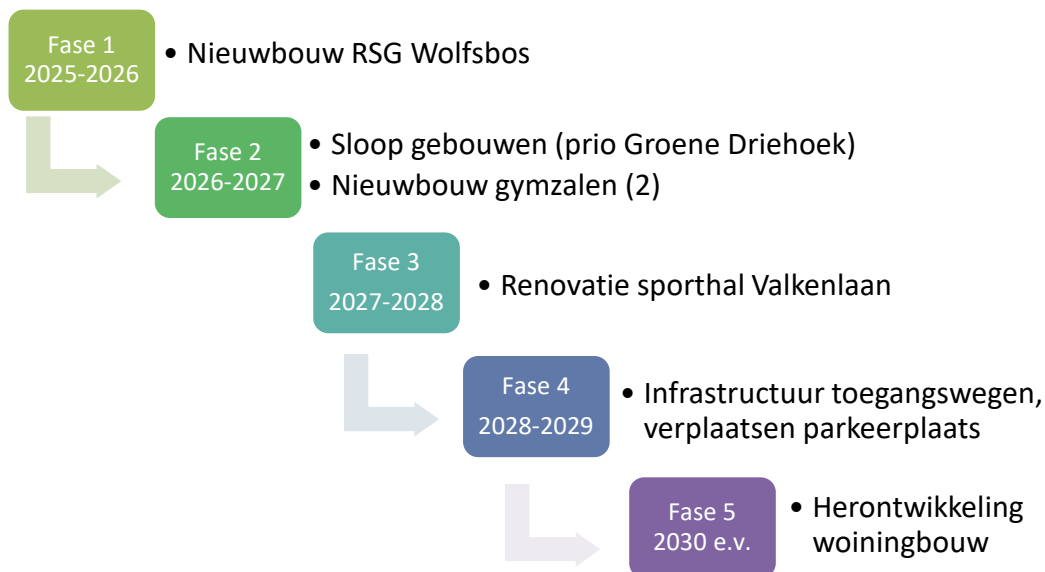 Fase 1
2025-2026
• Nieuwbouw RSG Wolfsbos
Fase 2
2026-2027
• Sloop gebouwen (prio Groene Driehoek)
• Nieuwbouw gymzalen (2)
Fase 3
2027-2028
• Renovatie sporthal Valkenlaan
Fase 4
2028-2029
• Infrastructuur toegangswegen,
verplaatsen parkeerplaats
Fase 5
2030 e.v.
• Herontwikkeling
woiningbouw